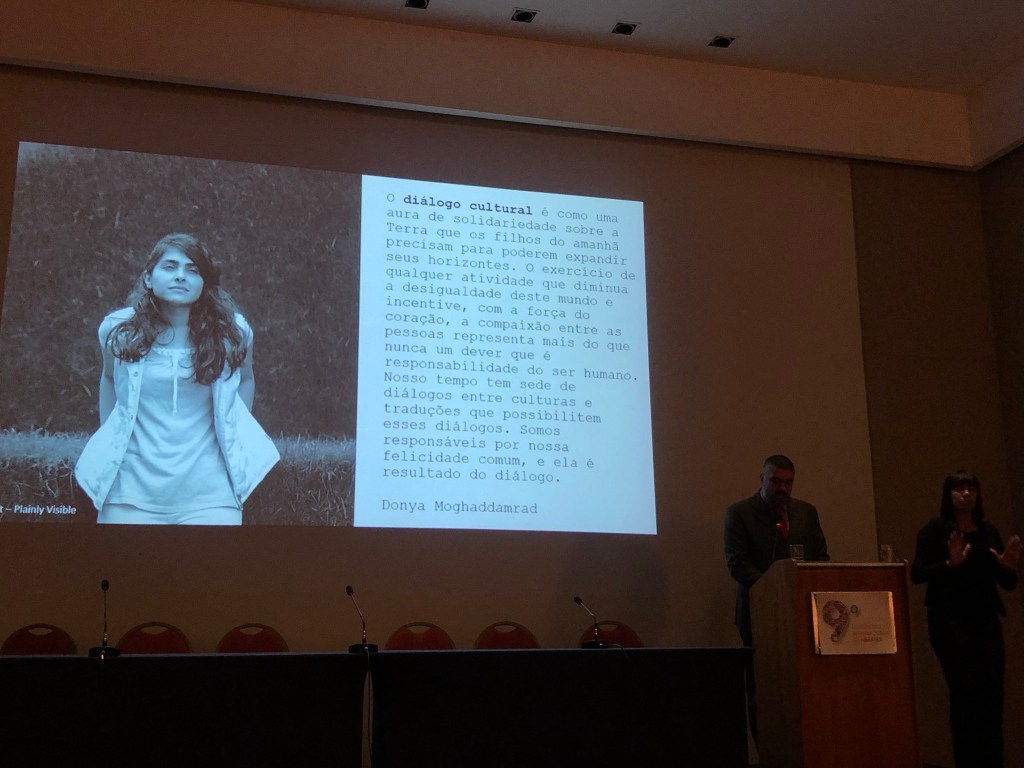 O diálogo cultural é como uma
aura de solidariedade sobre a
Terra que os filhos do amanhã
precisam para poderem expandir
seus horizontes. O exercício de
qualquer atividade que diminua
a desigualdade deste mundo e
incentive, com a força do
coração, a compaixão entre as
pessoas representa mais do que
nunca um dever que é
responsabilidade do ser humano.
Nosso tempo tem sede de
diálogos entre culturas e
traduções que possibilitem
esses diálogos. Somos
responsáveis por nossa
felicidade comum, e ela é
resultado do diálogo.
Donya Moghaddamrad
t – Plainly Visible
9º